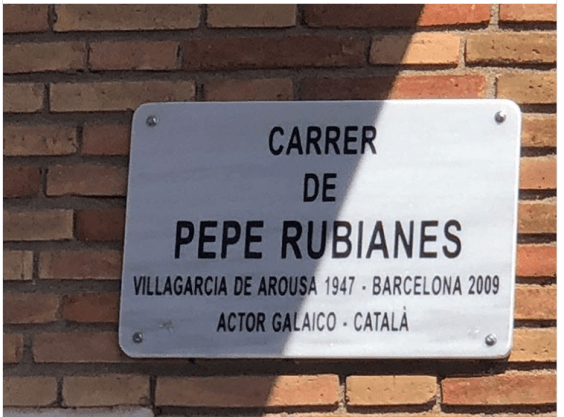 CARRER
DE
PEPE RUBIANES
VILLAGARCIA DE AROUSA 1947 - BARCELONA 2009
ACTOR GALAICO - CATALÀ